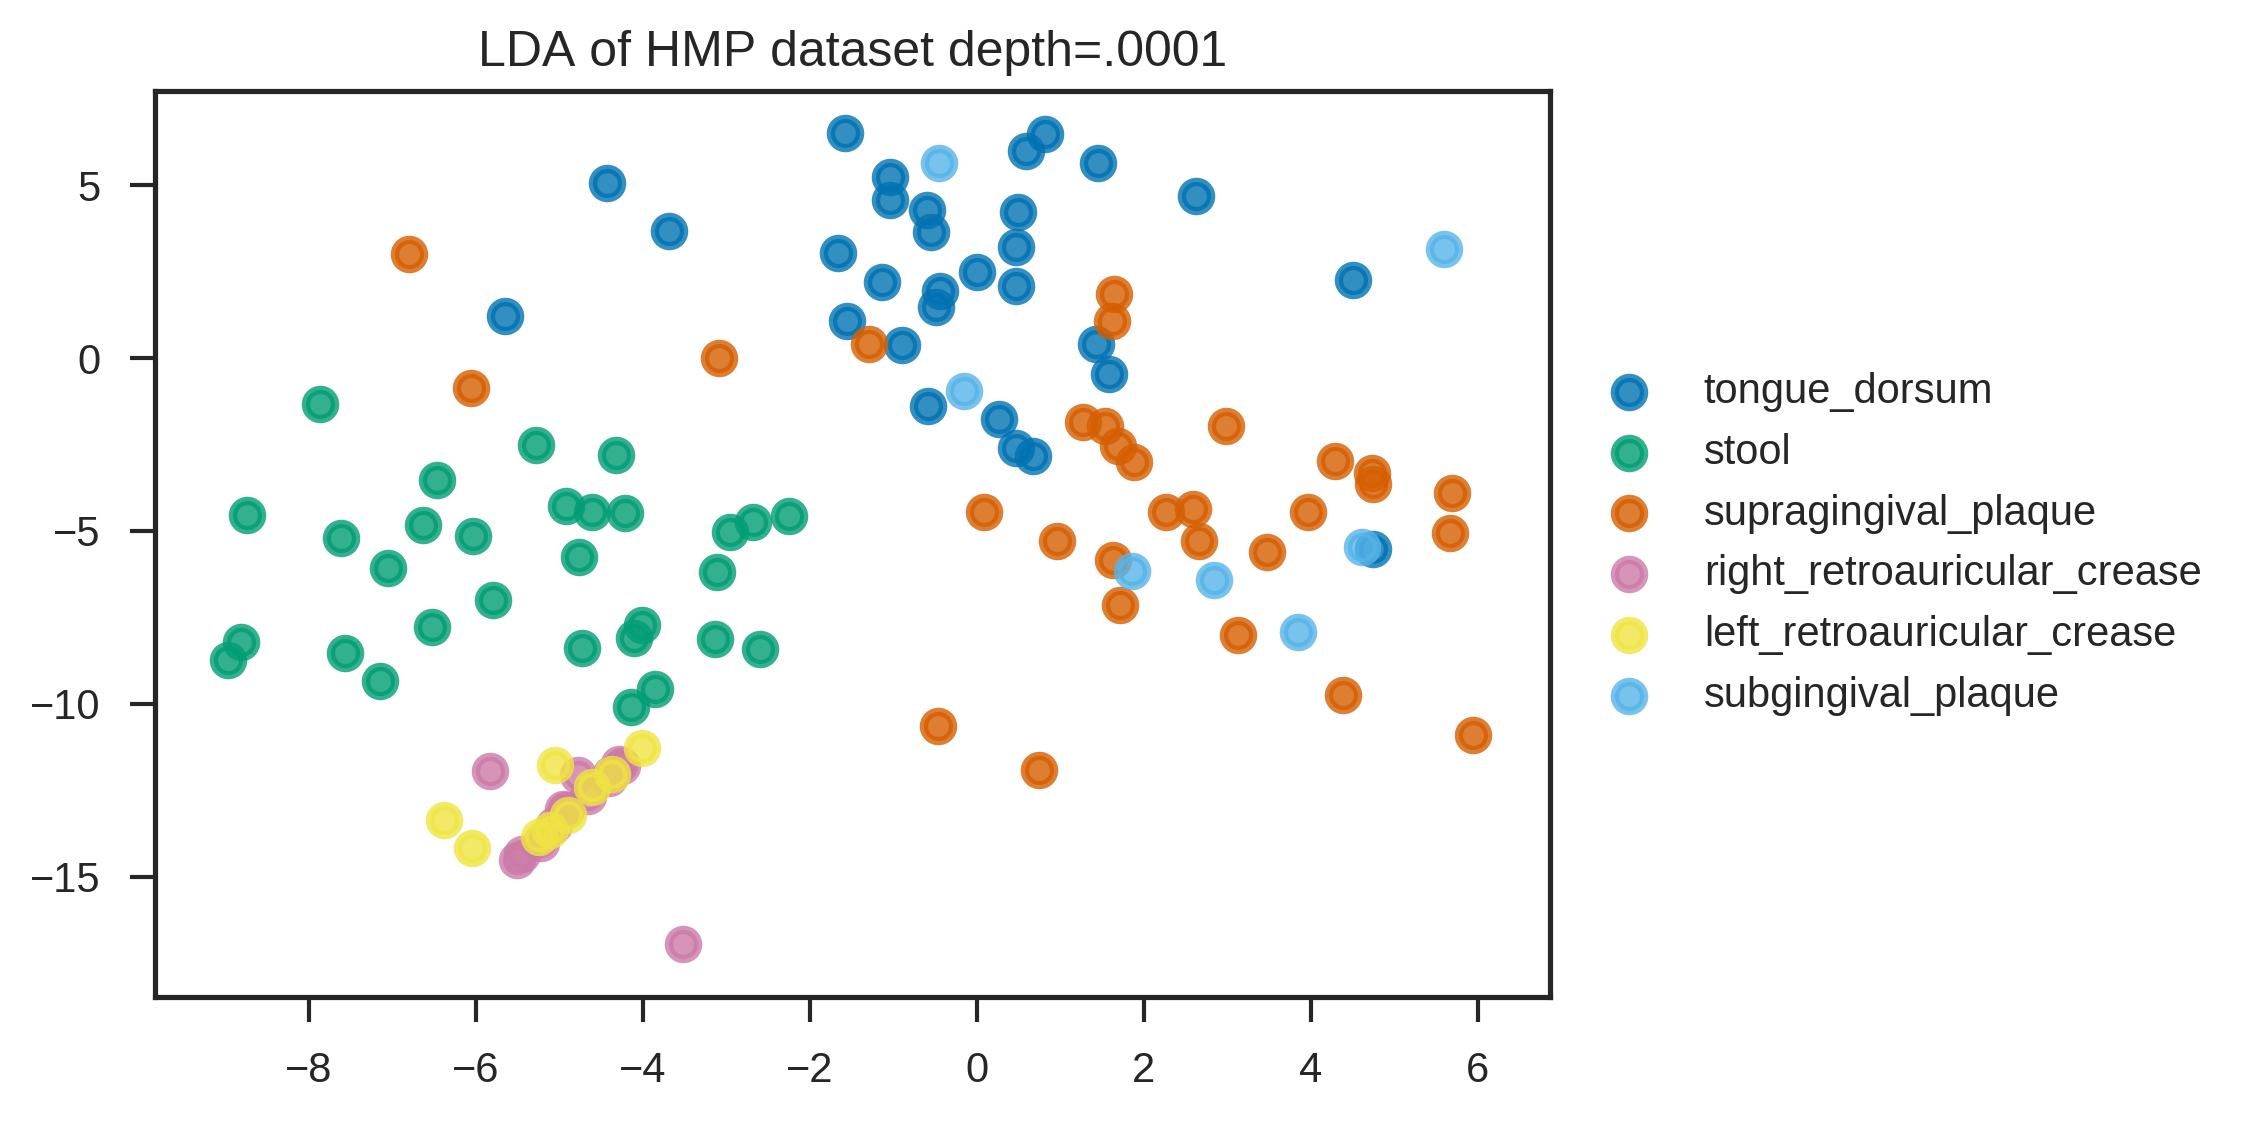 LDA of HMP dataset depth=.0001
5
0
−5
−10
−15
−8 −6 −4 −2 0 2 4 6
tongue_dorsum
stool
supragingival_plaque
right_retroauricular_crease
left_retroauricular_crease
subgingival_plaque